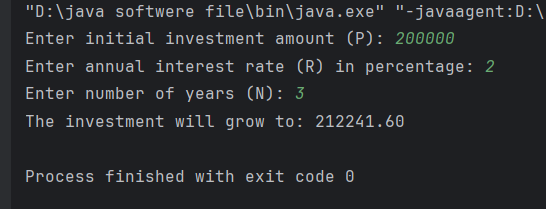 "D:\java softwere file\bin\java.exe" "-javaagent:D:\
Enter initial investment amount (P): 200000
Enter annual interest rate (R) in percentage: 2
Enter number of years (N): 3
The investment will grow to: 212241.60
Process finished with exit code 0